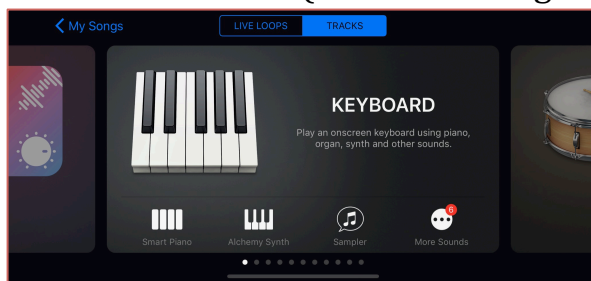 My Songs
LIVE LOOPS
TRACKS
KEYBOARD
Play an onscreen keyboard using piano,
organ, synth and other sounds.
Smart Piano
Alchemy Synth
Sampler
6
More Sounds